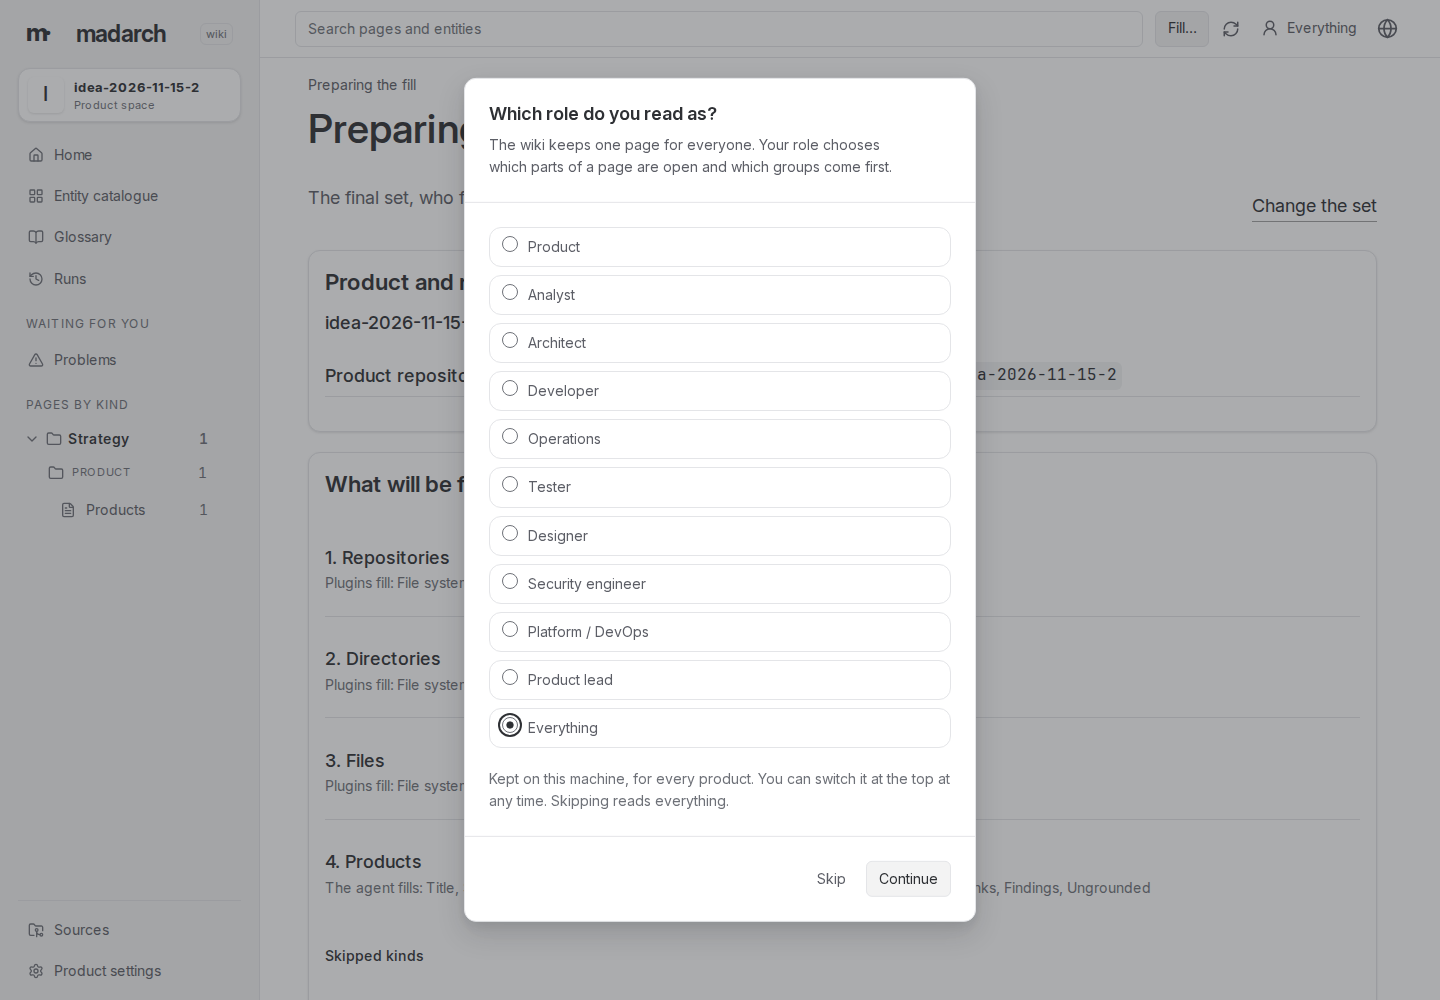 m·
madarch
wiki
I
idea-2026-11-15-2
Product space
Home
Entity catalogue
Glossary
Runs
WAITING FOR YOU
Problems
PAGES BY KIND
Strategy 1
PRODUCT 1
Products 1
Sources
Product settings
Search pages and entities
Fill...
Everything
Preparing the fill
Preparing
The final set, who
Change the set
Product and
idea-2026-11-15-
Product reposito
a-2026-11-15-2
What will be
1. Repositories
Plugins fill: File system
2. Directories
Plugins fill: File system
3. Files
Plugins fill: File system
4. Products
The agent fills: Title,
nks, Findings, Ungrounded
Skipped kinds
Which role do you read as?
The wiki keeps one page for everyone. Your role chooses
which parts of a page are open and which groups come first.
Product
Analyst
Architect
Developer
Operations
Tester
Designer
Security engineer
Platform / DevOps
Product lead
Everything
Kept on this machine, for every product. You can switch it at the top at
any time. Skipping reads everything.
Skip
Continue